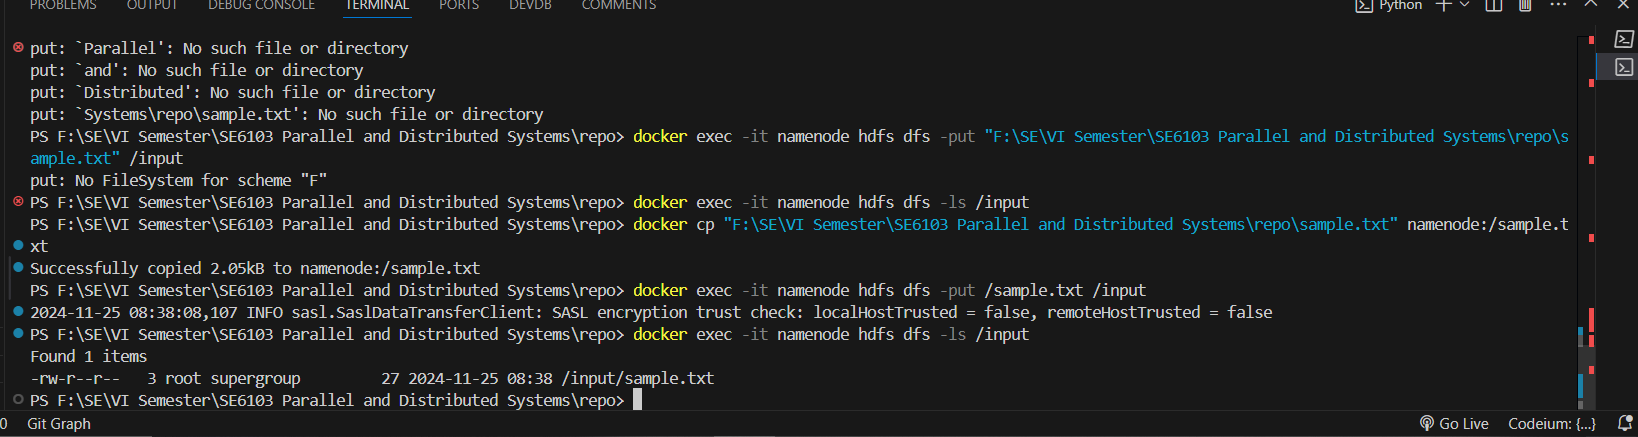 PROBLEMS OUTPUT DEBUG CONSOLE TERMINAL PORTS DEVDB COMMENTS Python
put: `Parallel': No such file or directory
put: `and': No such file or directory
put: `Distributed': No such file or directory
put: `Systems\repo\sample.txt': No such file or directory
PS F:\SE\VI Semester\SE6103 Parallel and Distributed Systems\repo> docker exec -it namenode hdfs dfs -put "F:\SE\VI Semester\SE6103 Parallel and Distributed Systems\repo\s
ample.txt" /input
put: No FileSystem for scheme "F"
PS F:\SE\VI Semester\SE6103 Parallel and Distributed Systems\repo> docker exec -it namenode hdfs dfs -ls /input
PS F:\SE\VI Semester\SE6103 Parallel and Distributed Systems\repo> docker cp "F:\SE\VI Semester\SE6103 Parallel and Distributed Systems\repo\sample.txt" namenode:/sample.t
xt
Successfully copied 2.05kB to namenode:/sample.txt
PS F:\SE\VI Semester\SE6103 Parallel and Distributed Systems\repo> docker exec -it namenode hdfs dfs -put /sample.txt /input
2024-11-25 08:38:08,107 INFO sasl.SaslDataTransferClient: SASL encryption trust check: localHostTrusted = false, remoteHostTrusted = false
PS F:\SE\VI Semester\SE6103 Parallel and Distributed Systems\repo> docker exec -it namenode hdfs dfs -ls /input
Found 1 items
-rw-r--r--   3 root supergroup         27 2024-11-25 08:38 /input/sample.txt
PS F:\SE\VI Semester\SE6103 Parallel and Distributed Systems\repo>
0 Git Graph Go Live Codeium: {...}